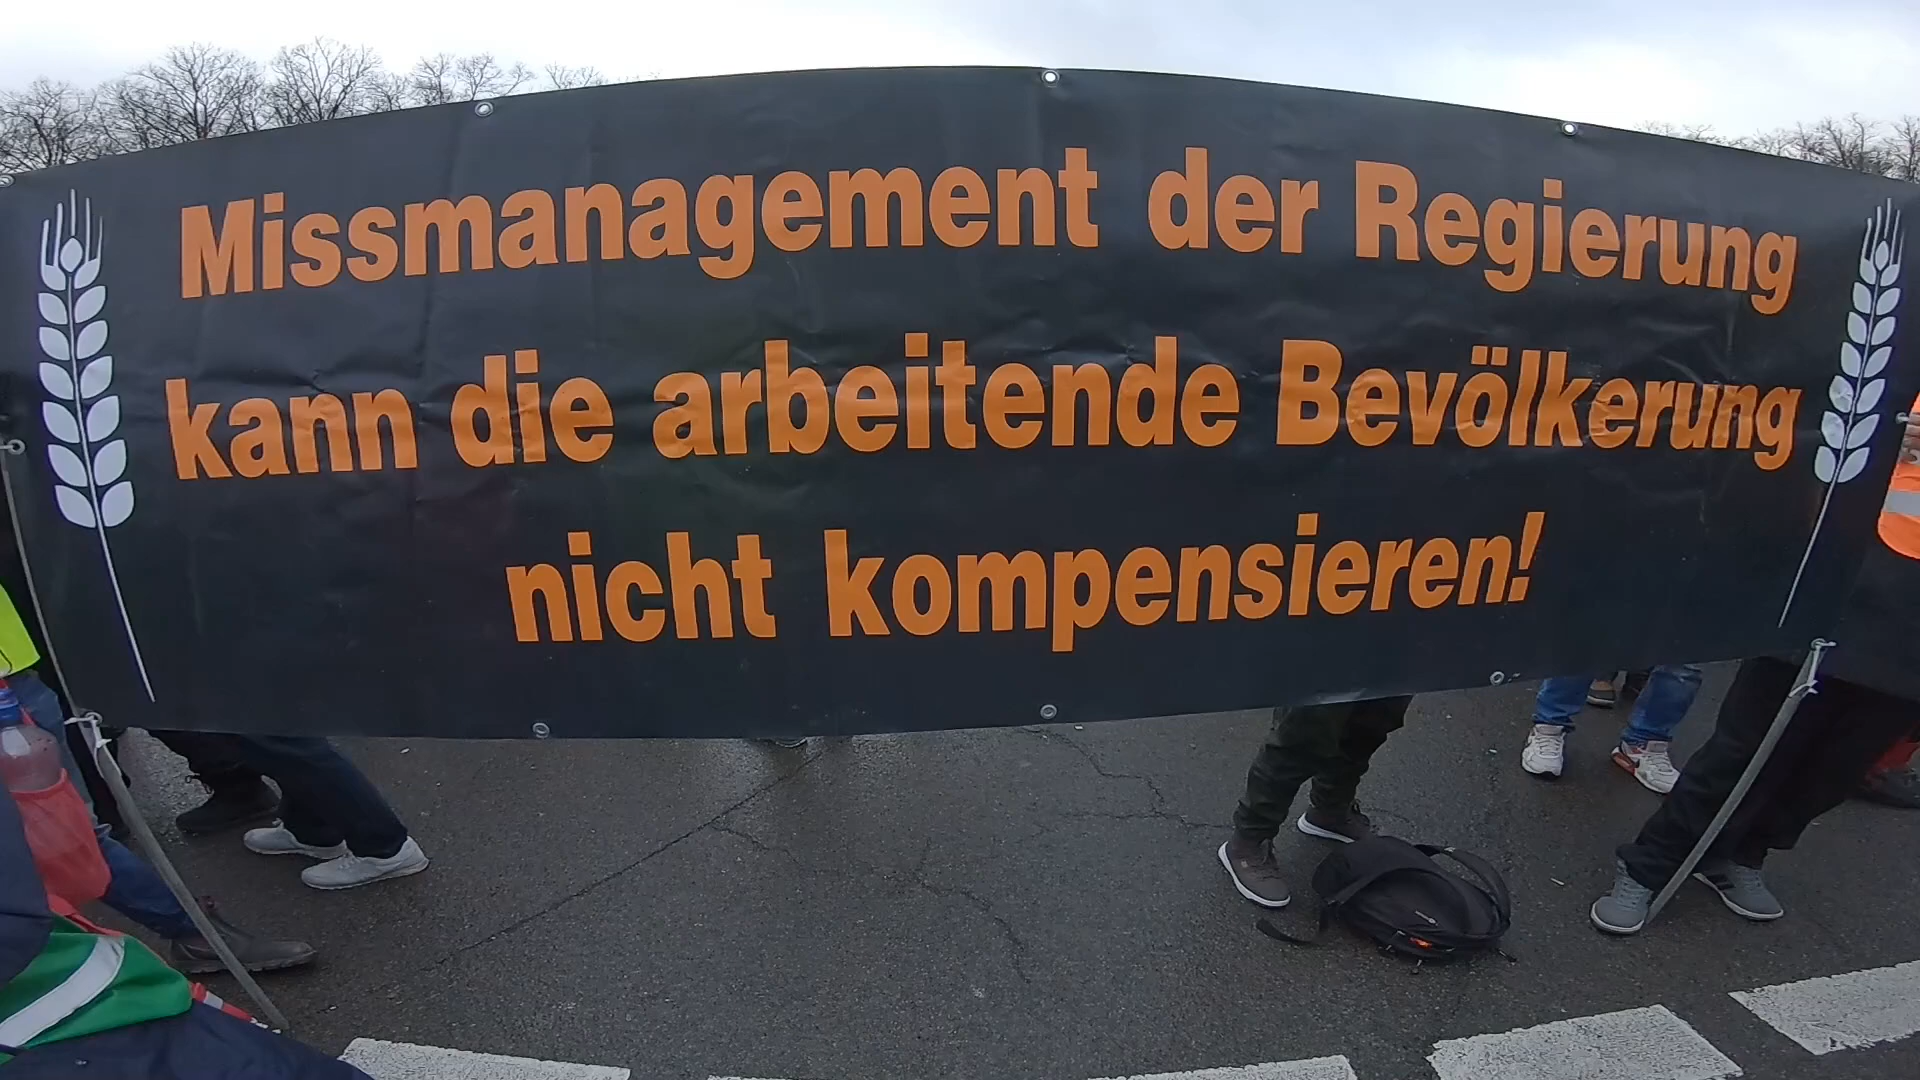 Missmanagement der Regierung
kann die arbeitende Bevölkerung
nicht kompensieren!